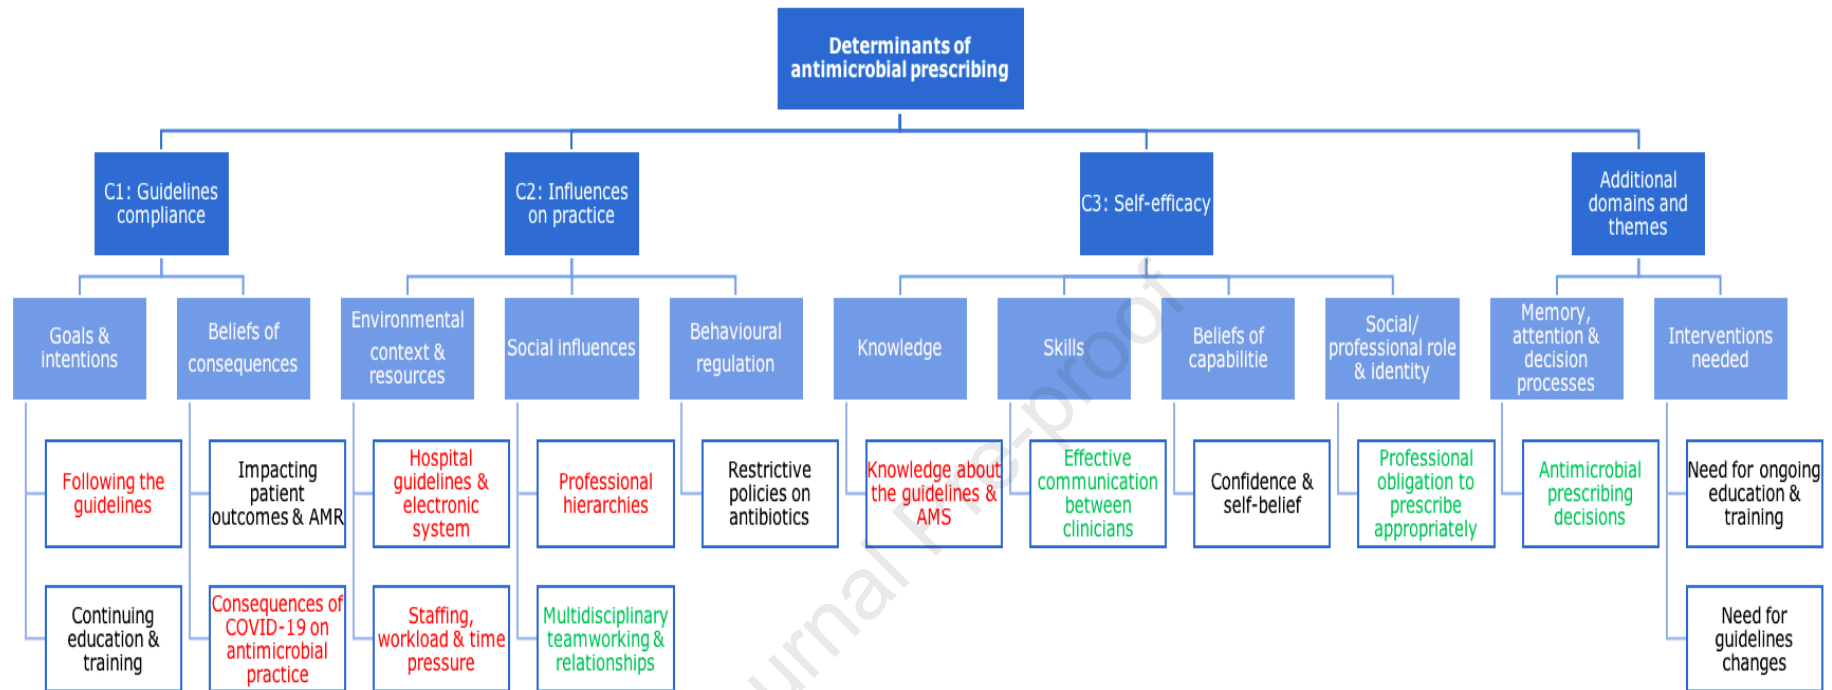 Determinants of
antimicrobial prescribing
C1: Guidelines
compliance
C2: Influences
on practice
C3: Self-efficacy
Additional
domains and
themes
Goals &
intentions
Beliefs of
consequences
Environmental
context &
resources
Social influences
Behavioural
regulation
Knowledge
Skills
Beliefs of
capabilitie
Social/
professional role
& identity
Memory,
attention &
decision
processes
Interventions
needed
Following the
guidelines
Impacting
patient
outcomes & AMR
Hospital
guidelines &
electronic
system
Professional
hierarchies
Restrictive
policies on
antibiotics
Knowledge about
the guidelines &
AMS
Effective
communication
between
clinicians
Confidence &
self-belief
Professional
obligation to
prescribe
appropriately
Antimicrobial
prescribing
decisions
Need for ongoing
education &
training
Continuing
education &
training
Consequences of
COVID-19 on
antimicrobial
practice
Staffing,
workload & time
pressure
Multidisciplinary
teamworking &
relationships
Need for
guidelines
changes
urnal Pre-proof